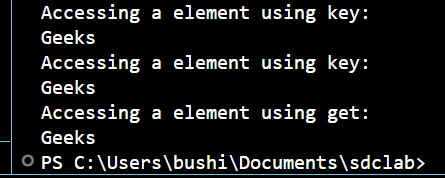 Accessing a element using key:
Geeks
Accessing a element using key:
Geeks
Accessing a element using get:
Geeks
PS C:\Users\bushi\Documents\sdclab>